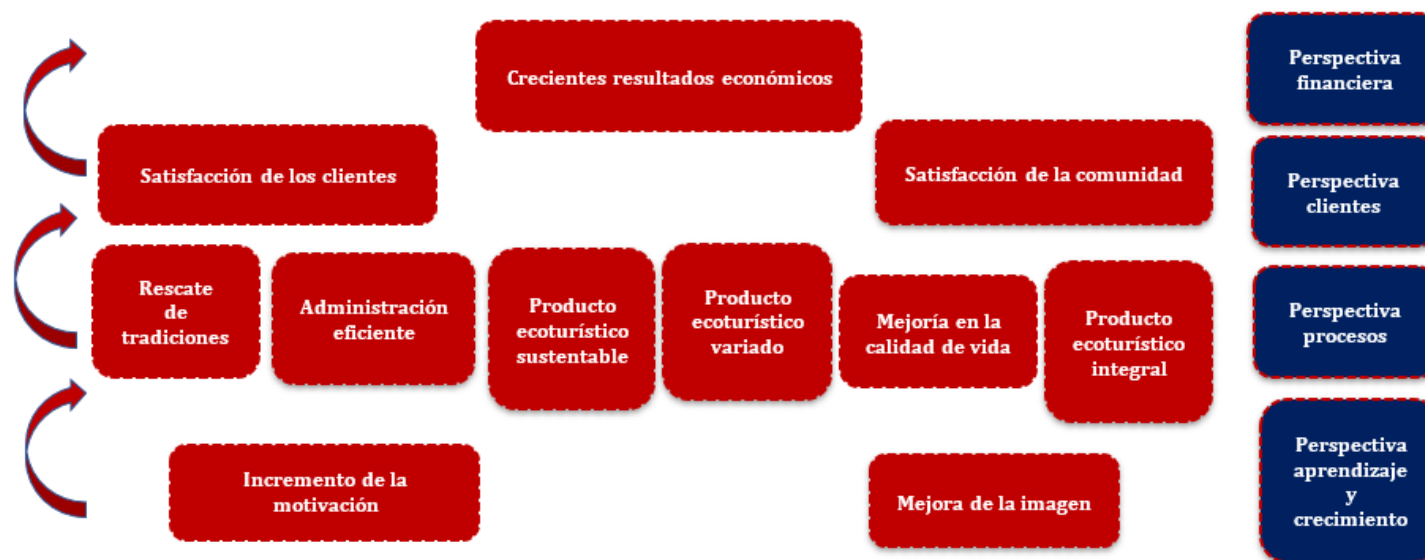 Crecientes resultados económicos
Perspectiva
financiera
Satisfacción de los clientes
Satisfacción de la comunidad
Perspectiva
clientes
Rescate
de
tradiciones
Administración
eficiente
Producto
ecoturístico
sustentable
Producto
ecoturístico
variado
Mejoría en la
calidad de vida
Producto
ecoturístico
integral
Perspectiva
procesos
Incremento de la
motivación
Mejora de la imagen
Perspectiva
aprendizaje
y
crecimiento